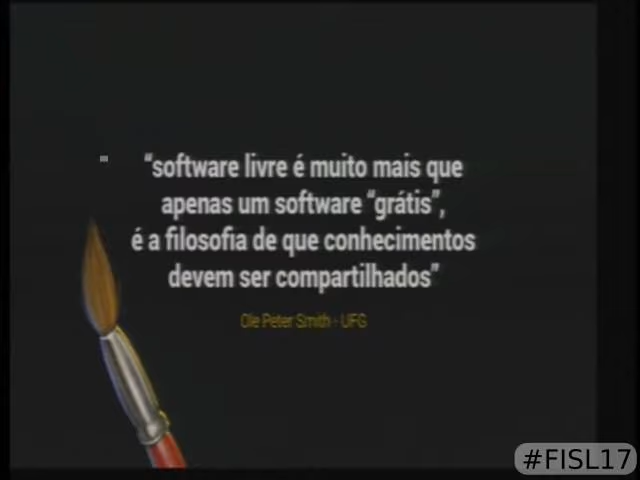 “software livre é muito mais que
apenas um software “grátis”,
é a filosofia de que conhecimentos
devem ser compartilhados”
Ole Peter Smith - UFG
#FISL17